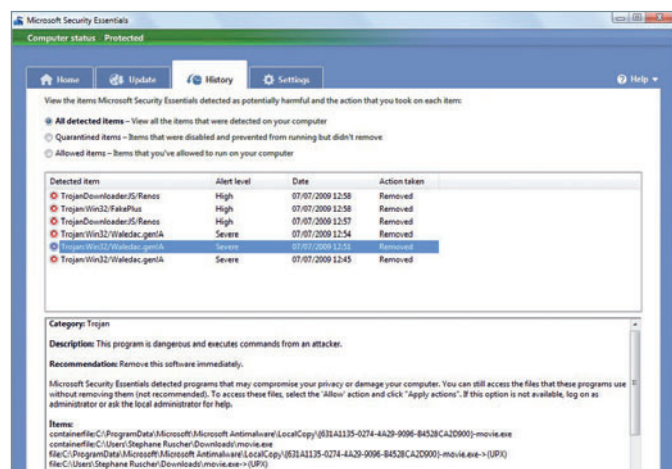 Microsoft Security Essentials
Computer status - Protected
Home
Update
History
Settings
Help
View the items Microsoft Security Essentials detected as potentially harmful and the action that you took on each item:
All detected items – View all the items that were detected on your computer
Quarantined items – Items that were disabled and prevented from running but didn't remove
Allowed items – Items that you've allowed to run on your computer
Detected item Alert level Date Action taken
TrojanDownloader:JS/Renos High 07/07/2009 12:58 Removed
Trojan:Win32/FakePlus High 07/07/2009 12:58 Removed
TrojanDownloader:JS/Renos High 07/07/2009 12:57 Removed
Trojan:Win32/Waledac.gen!A Severe 07/07/2009 12:54 Removed
Trojan:Win32/Waledac.gen!A Severe 07/07/2009 12:51 Removed
Trojan:Win32/Waledac.gen!A Severe 07/07/2009 12:45 Removed
Category: Trojan
Description: This program is dangerous and executes commands from an attacker.
Recommendation: Remove this software immediately.
Microsoft Security Essentials detected programs that may compromise your privacy or damage your computer. You can still access the files that these programs use
without removing them (not recommended). To access these files, select the 'Allow' action and click "Apply actions". If this option is not available, log on as
administrator or ask the local administrator for help.
Items:
containerfile:C:\ProgramData\Microsoft\Microsoft Antimalware\LocalCopy\{631A1135-0274-4A29-9096-B4528CA2D900}-movie.exe
containerfile:C:\Users\Stephane Ruscher\Downloads\movie.exe
file:C:\ProgramData\Microsoft\Microsoft Antimalware\LocalCopy\{631A1135-0274-4A29-9096-B4528CA2D900}-movie.exe->(UPX)
file:C:\Users\Stephane Ruscher\Downloads\movie.exe->(UPX)